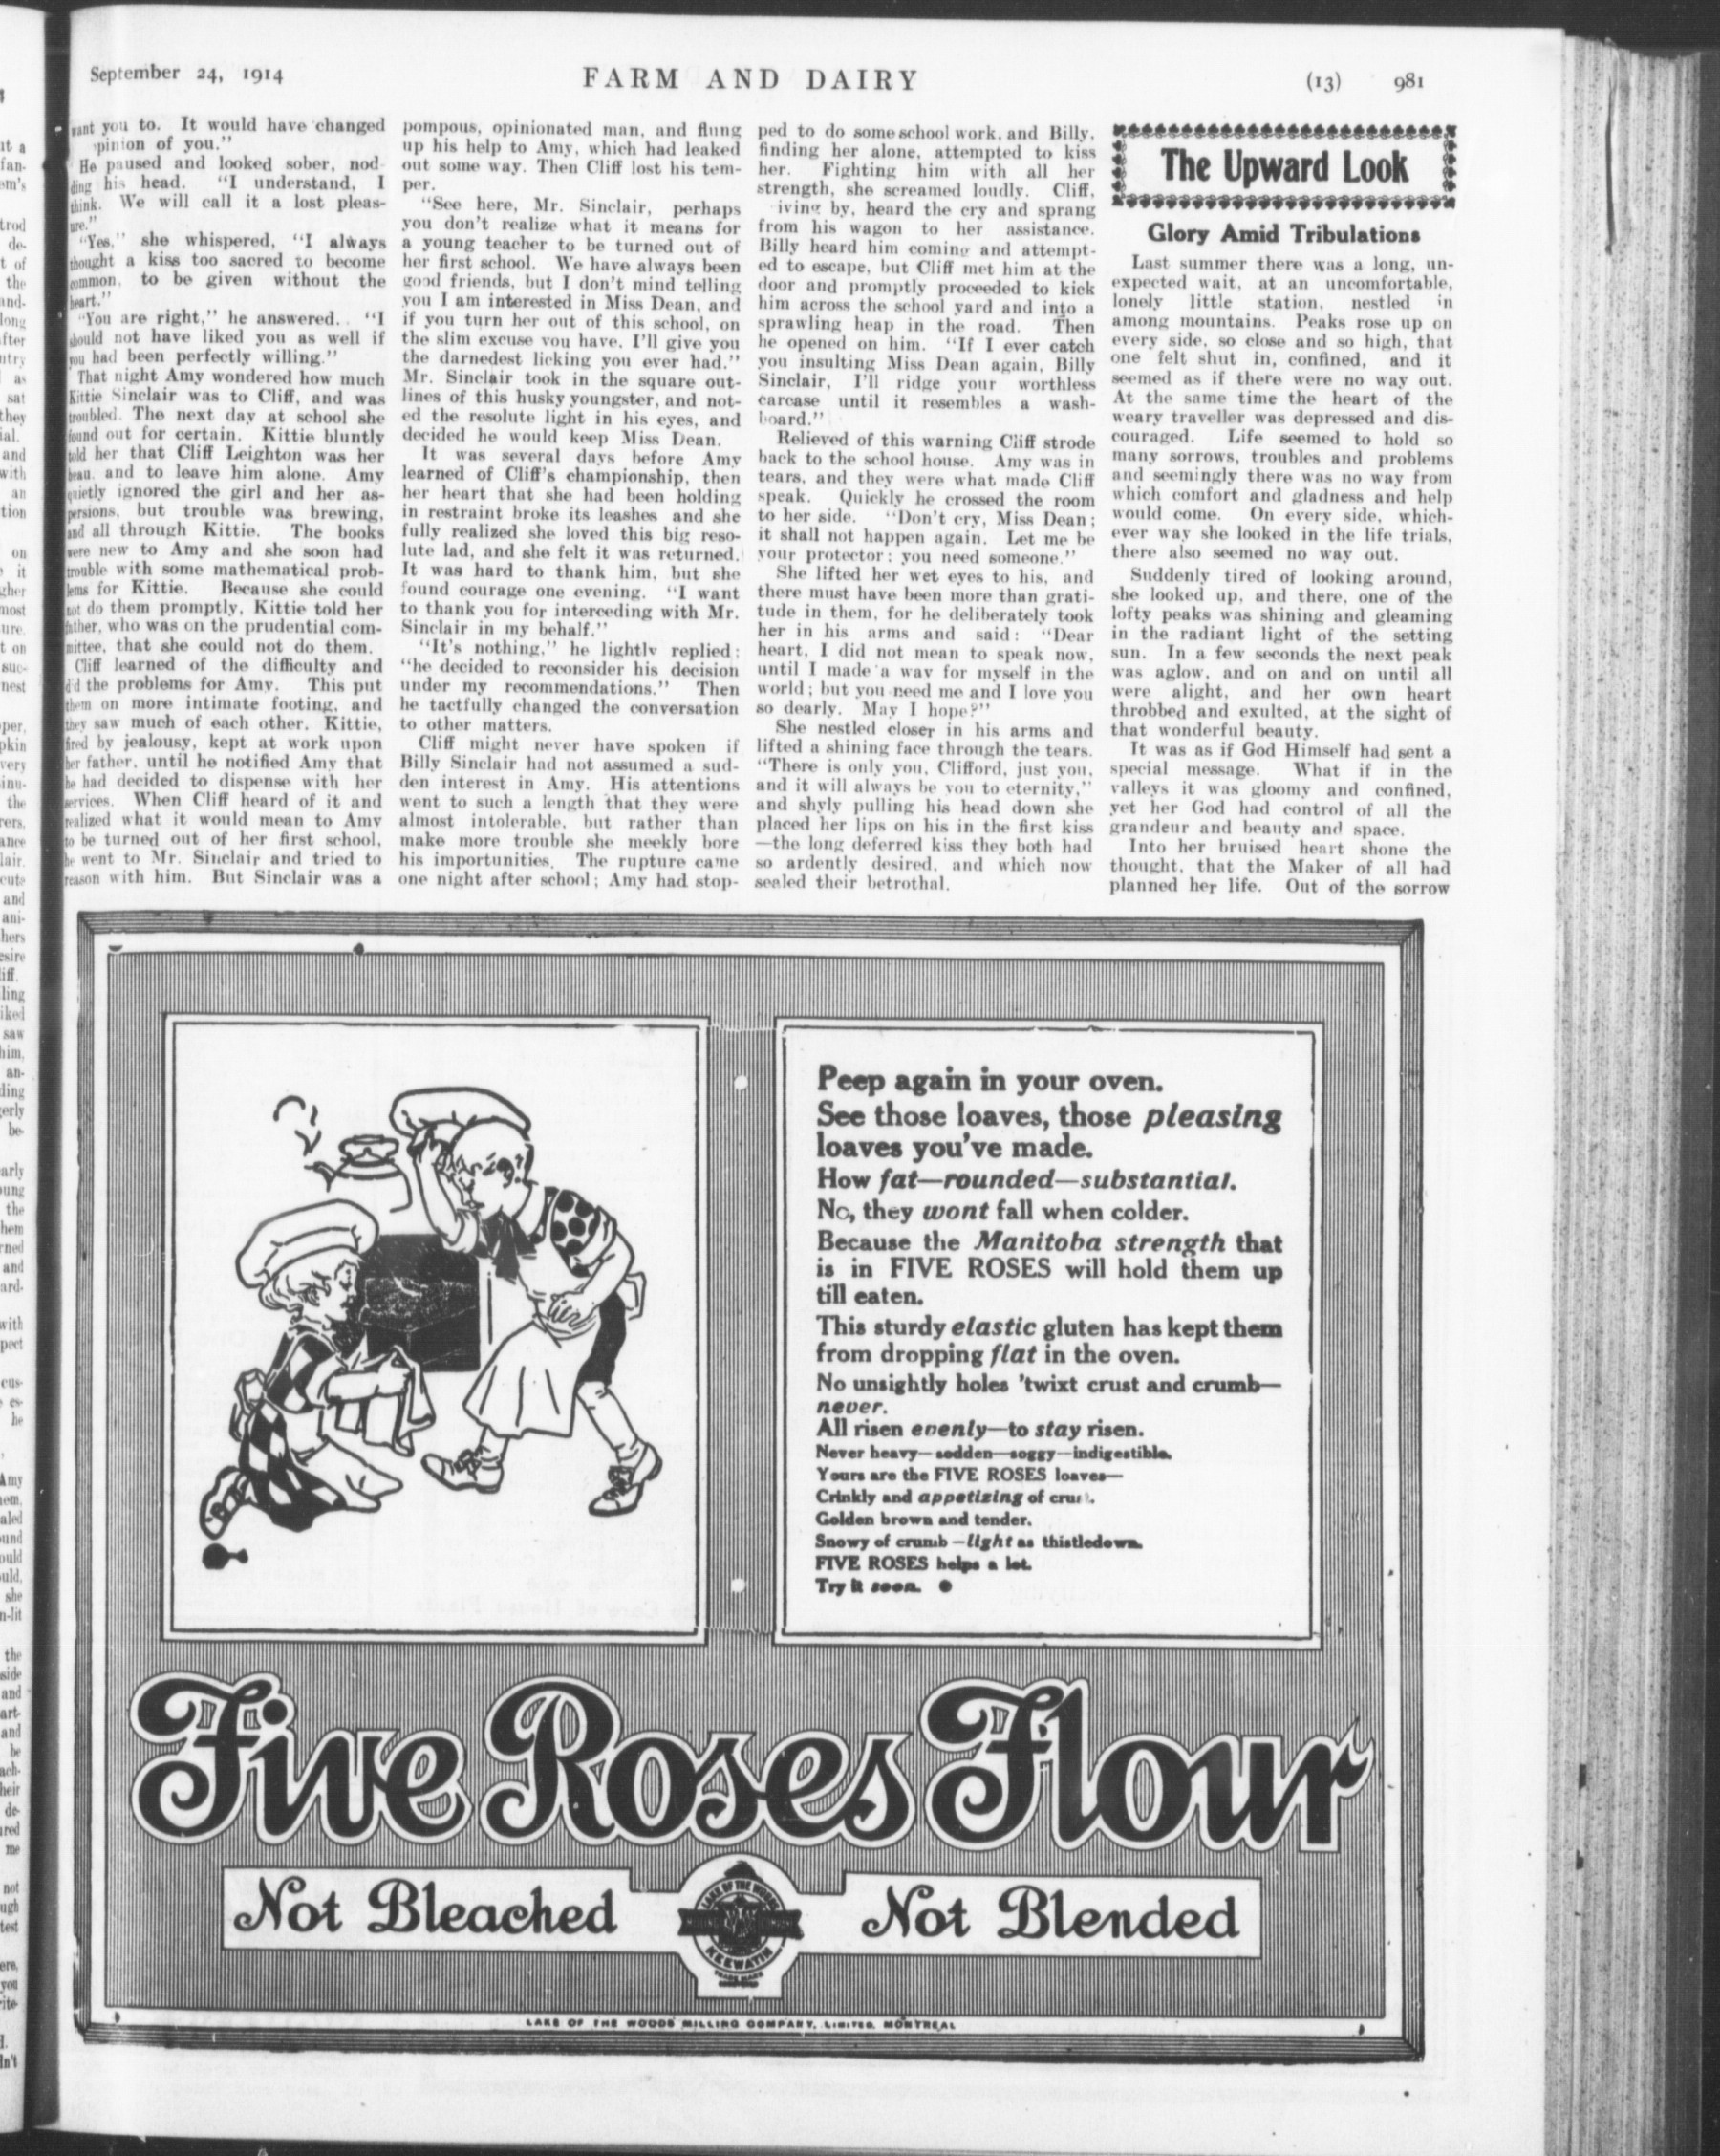 September 24, 1914
FARM AND DAIRY
(13) 981
want you to. It would have changed
opinion of you."
He paused and looked sober, nod-
ding his head. "I understand, I
think. We will call it a lost pleas-
ure."
"Yes," she whispered, "I always
thought a kiss too sacred to become
common, to be given without the
heart."
"You are right," he answered. "I
should not have liked you as well if
you had been perfectly willing."
That night Amy wondered how much
Kittie Sinclair was to Cliff, and was
troubled. The next day at school she
found out for certain. Kittie bluntly
told her that Cliff Leighton was her
beau, and to leave him alone. Amy
quietly ignored the girl and her as-
persions, but trouble was brewing,
and all through Kittie. The books
were new to Amy and she soon had
trouble with some mathematical prob-
lems for Kittie. Because she could
not do them promptly, Kittie told her
father, who was on the prudential com-
mittee, that she could not do them.
Cliff learned of the difficulty and
did the problems for Amy. This put
them on more intimate footing, and
they saw much of each other. Kittie,
fired by jealousy, kept at work upon
her father, until he notified Amy that
he had decided to dispense with her
services. When Cliff heard of it and
realized what it would mean to Amy
to be turned out of her first school,
he went to Mr. Sinclair and tried to
reason with him. But Sinclair was a
pompous, opinionated man, and flung
up his help to Amy, which had leaked
out some way. Then Cliff lost his tem-
per.
"See here, Mr. Sinclair, perhaps
you don't realize what it means for
a young teacher to be turned out of
her first school. We have always been
good friends, but I don't mind telling
you I am interested in Miss Dean, and
if you turn her out of this school, on
the slim excuse you have, I'll give you
the darnedest licking you ever had."
Mr. Sinclair took in the square out-
lines of this husky youngster, and not-
ed the resolute light in his eyes, and
decided he would keep Miss Dean.
It was several days before Amy
learned of Cliff's championship, then
her heart that she had been holding
in restraint broke its leashes and she
fully realized she loved this big reso-
lute lad, and she felt it was returned.
It was hard to thank him, but she
found courage one evening. "I want
to thank you for interceding with Mr.
Sinclair in my behalf."
"It's nothing," he lightly replied;
"he decided to reconsider his decision
under my recommendations." Then
he tactfully changed the conversation
to other matters.
Cliff might never have spoken if
Billy Sinclair had not assumed a sud-
den interest in Amy. His attentions
went to such a length that they were
almost intolerable, but rather than
make more trouble she meekly bore
his importunities. The rupture came
one night after school; Amy had stop-
ped to do some school work, and Billy,
finding her alone, attempted to kiss
her. Fighting him with all her
strength, she screamed loudly. Cliff,
iving by, heard the cry and sprang
from his wagon to her assistance.
Billy heard him coming and attempt-
ed to escape, but Cliff met him at the
door and promptly proceeded to kick
him across the school yard and into a
sprawling heap in the road. Then
he opened on him. "If I ever catch
you insulting Miss Dean again, Billy
Sinclair, I'll ridge your worthless
carcase until it resembles a wash-
board."
Relieved of this warning Cliff strode
back to the school house. Amy was in
tears, and they were what made Cliff
speak. Quickly he crossed the room
to her side. "Don't cry, Miss Dean;
it shall not happen again. Let me be
your protector; you need someone."
She lifted her wet eyes to his, and
there must have been more than grati-
tude in them, for he deliberately took
her in his arms and said: "Dear
heart, I did not mean to speak now,
until I made a way for myself in the
world; but you need me and I love you
so dearly. May I hope?"
She nestled closer in his arms and
lifted a shining face through the tears.
"There is only you, Clifford, just you,
and it will always be you to eternity,"
and shyly pulling his head down she
placed her lips on his in the first kiss
—the long deferred kiss they both had
so ardently desired, and which now
sealed their betrothal.
The Upward Look
Glory Amid Tribulations
Last summer there was a long, un-
expected wait, at an uncomfortable,
lonely little station, nestled in
among mountains. Peaks rose up on
every side, so close and so high, that
one felt shut in, confined, and it
seemed as if there were no way out.
At the same time the heart of the
weary traveller was depressed and dis-
couraged. Life seemed to hold so
many sorrows, troubles and problems
and seemingly there was no way from
which comfort and gladness and help
would come. On every side, which-
ever way she looked in the life trials,
there also seemed no way out.
Suddenly tired of looking around,
she looked up, and there, one of the
lofty peaks was shining and gleaming
in the radiant light of the setting
sun. In a few seconds the next peak
was aglow, and on and on until all
were alight, and her own heart
throbbed and exulted, at the sight of
that wonderful beauty.
It was as if God Himself had sent a
special message. What if in the
valleys it was gloomy and confined,
yet her God had control of all the
grandeur and beauty and space.
Into her bruised heart shone the
thought, that the Maker of all had
planned her life. Out of the sorrow
Peep again in your oven.
See those loaves, those pleasing
loaves you've made.
How fat—rounded—substantial.
No, they wont fall when colder.
Because the Manitoba strength that
is in FIVE ROSES will hold them up
till eaten.
This sturdy elastic gluten has kept them
from dropping flat in the oven.
No unsightly holes 'twixt crust and crumb—
never.
All risen evenly—to stay risen.
Never heavy—sodden—soggy—indigestible.
Yours are the FIVE ROSES loaves—
Crinkly and appetizing of crust.
Golden brown and tender.
Snowy of crumb—light as thistledown.
FIVE ROSES helps a lot.
Try it soon.
Five Roses Flour
Not Bleached
LAKE OF THE WOODS
KEEWATIN
TRADE MARK
Not Blended
LAKE OF THE WOODS MILLING COMPANY, LIMITED, MONTREAL